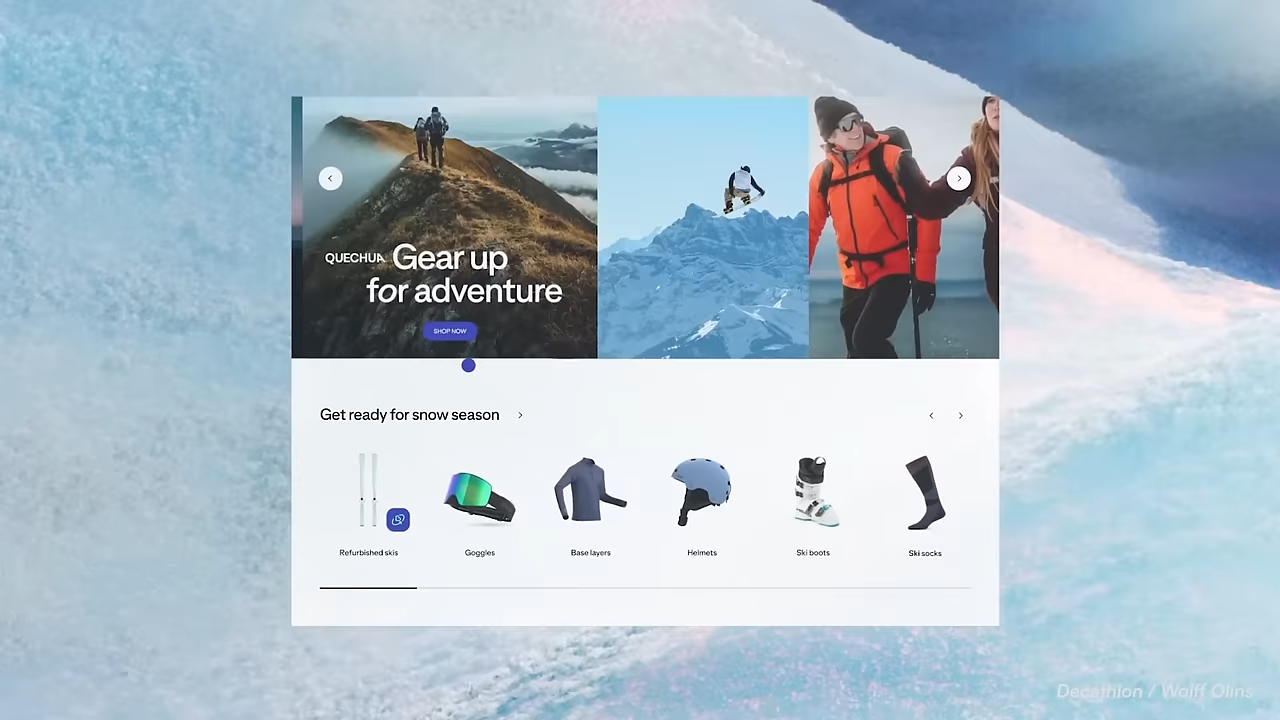 QUECHUA Gear up
for adventure
SHOP NOW
Get ready for snow season
Refurbished skis
Goggles
Base layers
Helmets
Ski boots
Ski socks
Decathlon / Wolff Olins